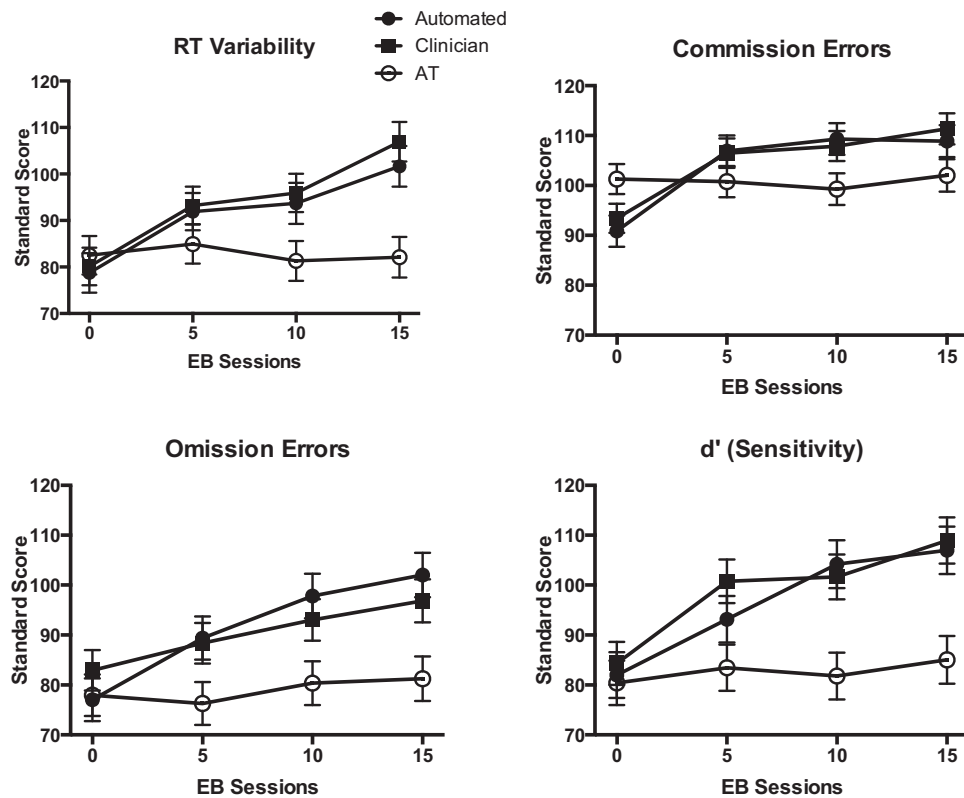 Automated
Clinician
AT
RT Variability
Standard Score
120
110
100
90
80
70
0 5 10 15
EB Sessions
Commission Errors
Standard Score
120
110
100
90
80
70
0 5 10 15
EB Sessions
Omission Errors
Standard Score
120
110
100
90
80
70
0 5 10 15
EB Sessions
d' (Sensitivity)
Standard Score
120
110
100
90
80
70
0 5 10 15
EB Sessions